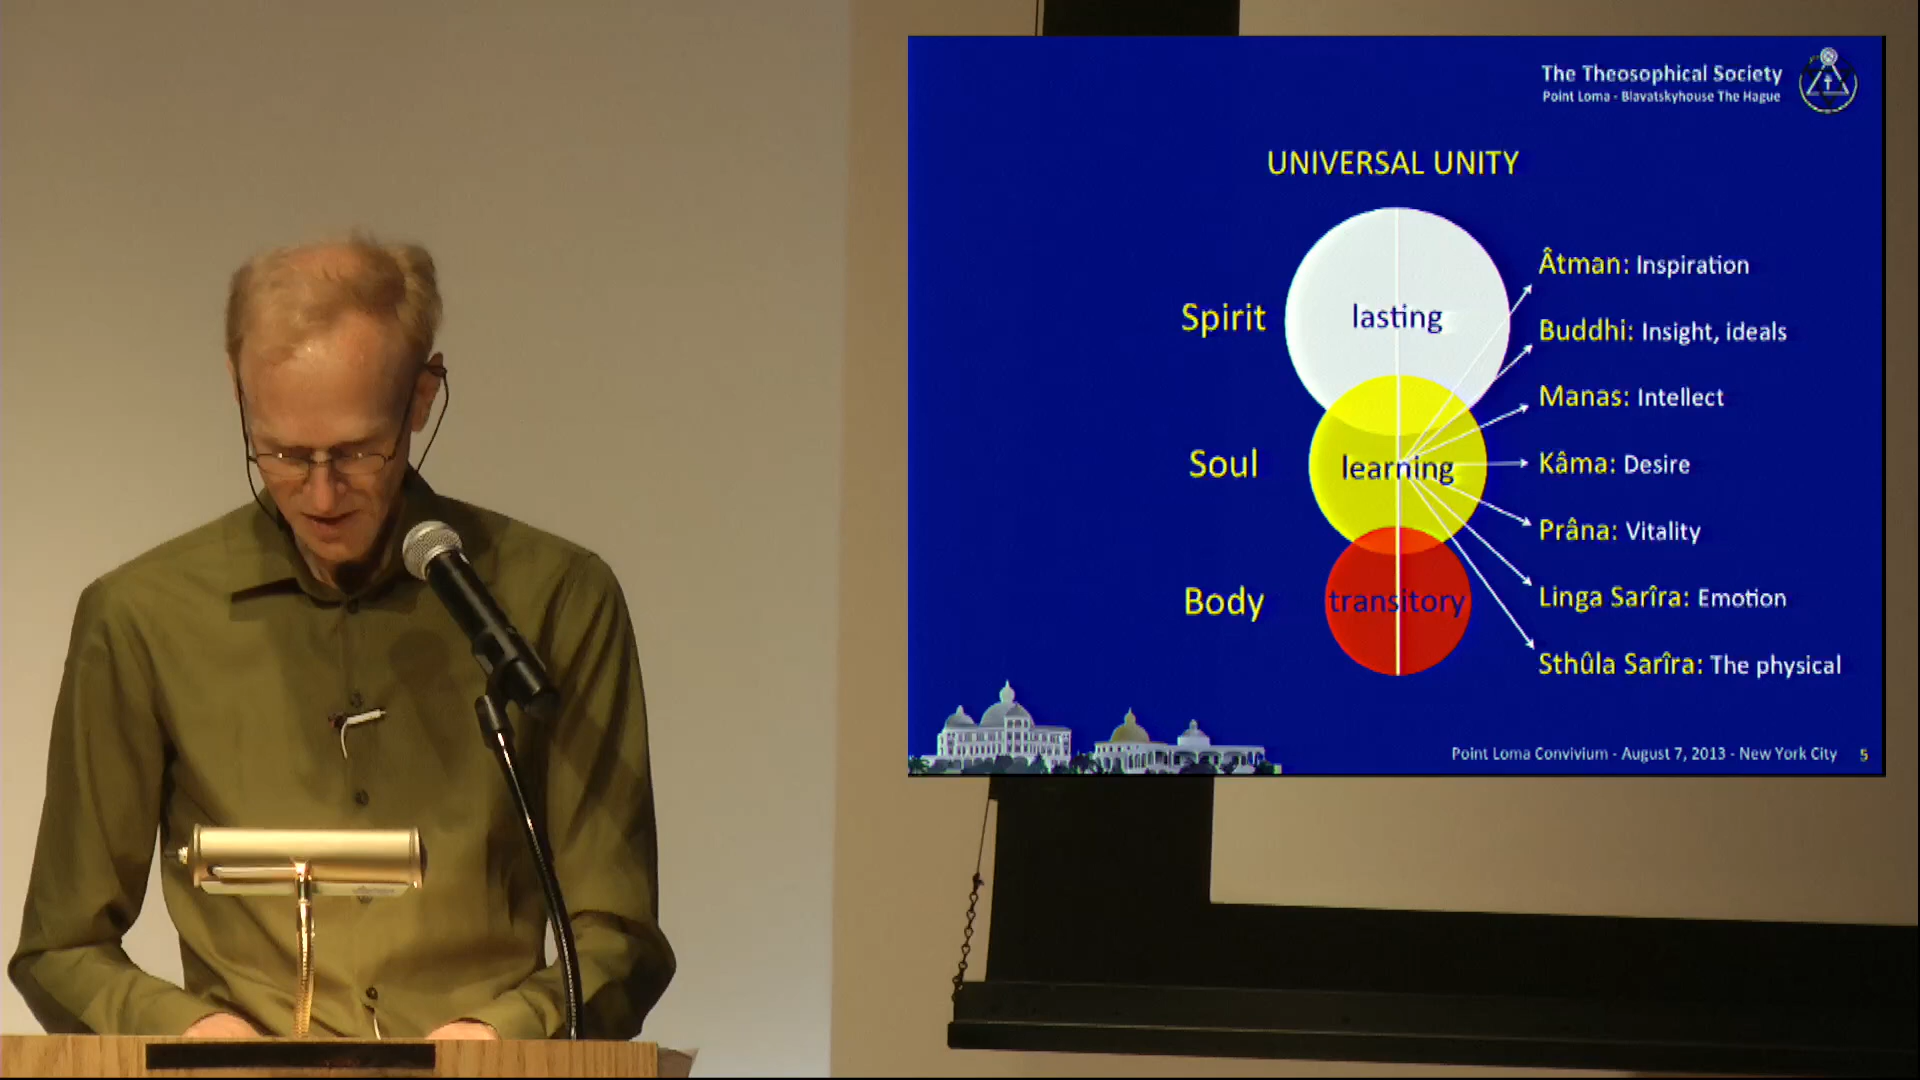 The Theosophical Society
Point Loma - Blavatskyhouse The Hague
UNIVERSAL UNITY
Spirit
lasting
Soul
learning
Body
transitory
Âtman: Inspiration
Buddhi: Insight, ideals
Manas: Intellect
Kâma: Desire
Prâna: Vitality
Linga Sarîra: Emotion
Sthûla Sarîra: The physical
Point Loma Convivium - August 7, 2013 - New York City 5